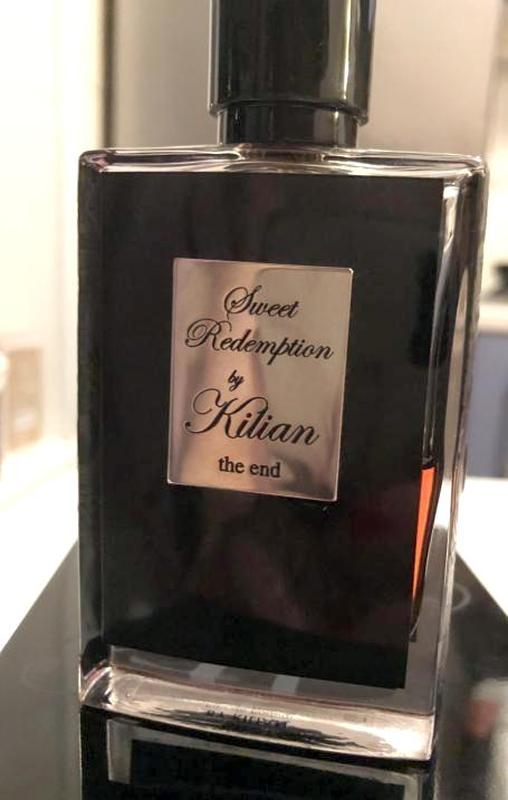 Sweet
Redemption
by
Kilian
the end